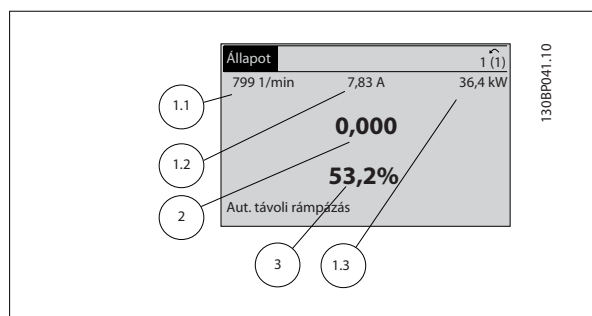 Állapot
1 (1)
799 1/min 7,83 A 36,4 kW
0,000
53,2%
Aut. távoli rámpázás
1.1
1.2
2
3
1.3
130BP041.10